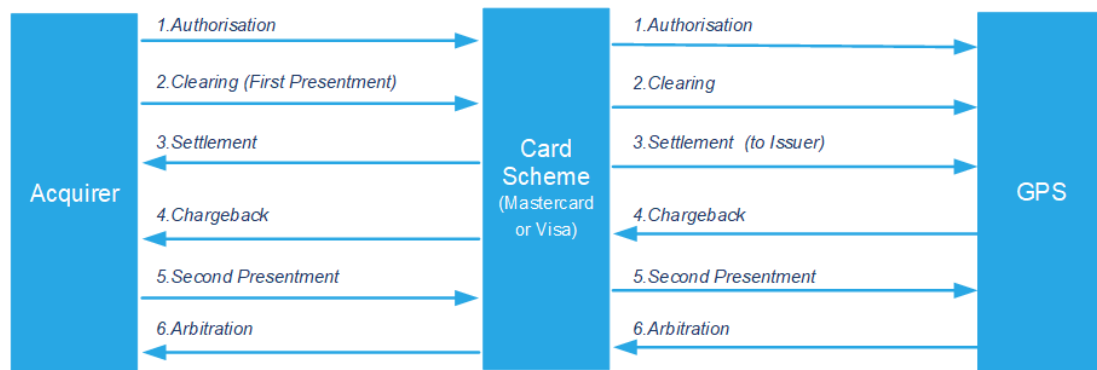 1.Authorisation
1.Authorisation
2.Clearing (First Presentment)
2.Clearing
3.Settlement
3.Settlement  (to Issuer)
Acquirer
Card
Scheme
(Mastercard
or Visa)
GPS
4.Chargeback
4.Chargeback
5.Second Presentment
5.Second Presentment
6.Arbitration
6.Arbitration